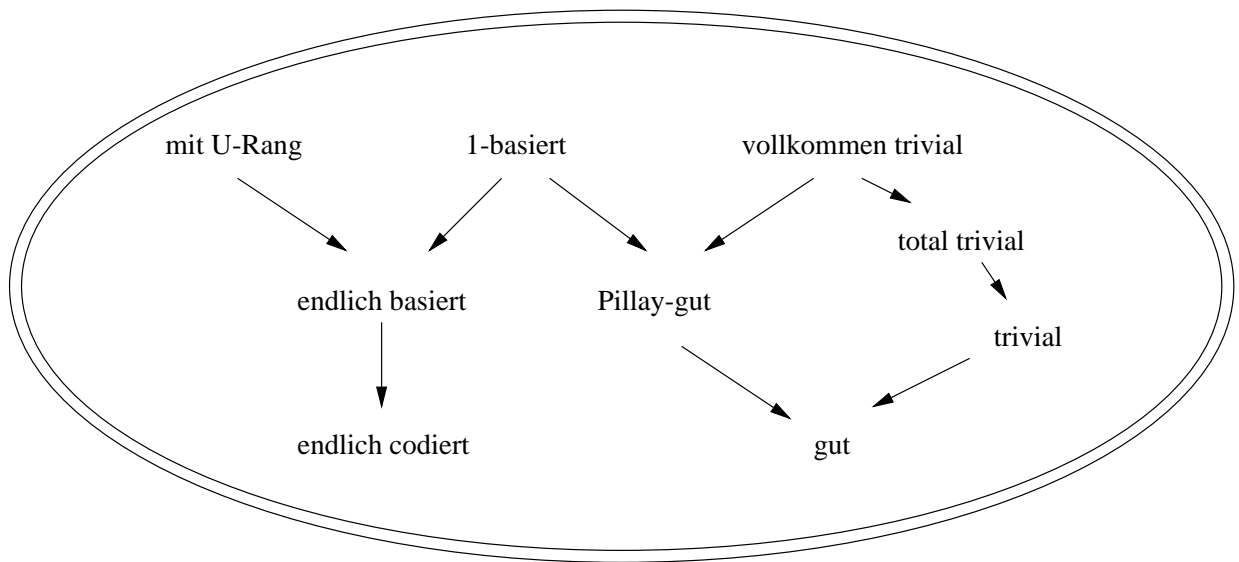 mit U-Rang
1-basiert
vollkommen trivial
total trivial
endlich basiert
Pillay-gut
trivial
endlich codiert
gut